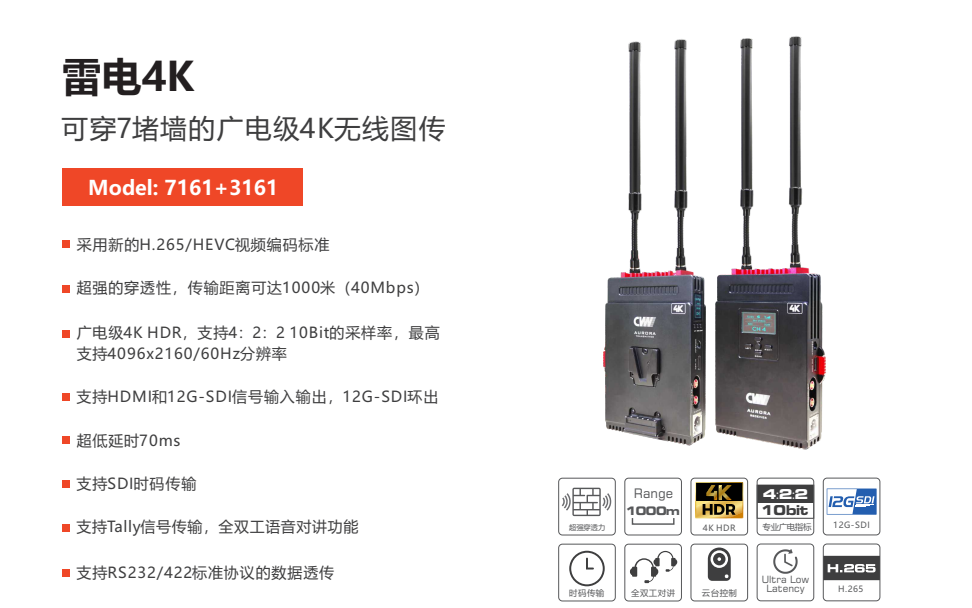 雷电4K
可穿7堵墙的广电级4K无线图传
Model: 7161+3161
采用新的H.265/HEVC视频编码标准
超强的穿透性，传输距离可达1000米（40Mbps）
广电级4K HDR，支持4：2：2 10Bit的采样率，最高
支持4096x2160/60Hz分辨率
支持HDMI和12G-SDI信号输入输出，12G-SDI环出
超低延时70ms
支持SDI时码传输
支持Tally信号传输，全双工语音对讲功能
支持RS232/422标准协议的数据透传
4K
CVW
AURORA
4K
CH 4
CVW
AURORA
超强穿透力
Range
1000m
4K
HDR
4K HDR
4:2:2
10bit
专业广电指标
12G SDI
12G-SDI
时码传输
全双工对讲
云台控制
Ultra Low
Latency
H.265
H.265